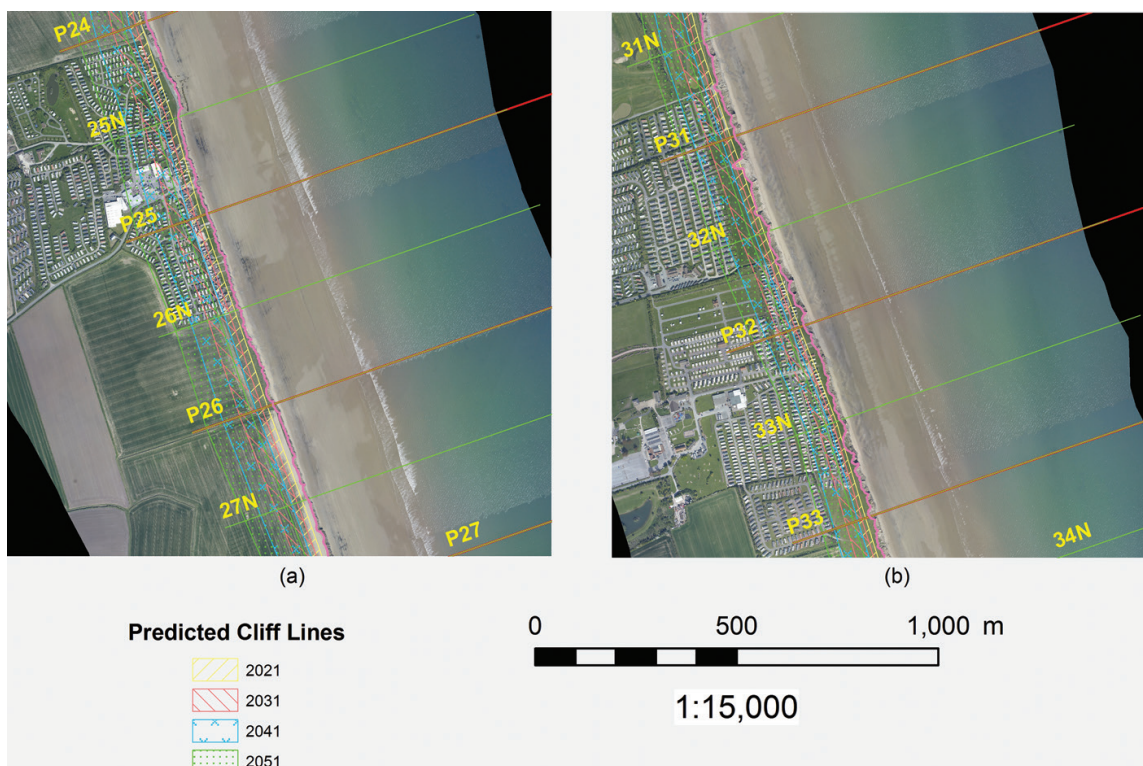 P24
25N
P25
26N
P26
27N
P27
(a)
31N
P31
32N
P32
33N
P33
34N
(b)
Predicted Cliff Lines
2021
2031
2041
2051
0 500 1,000 m
1:15,000